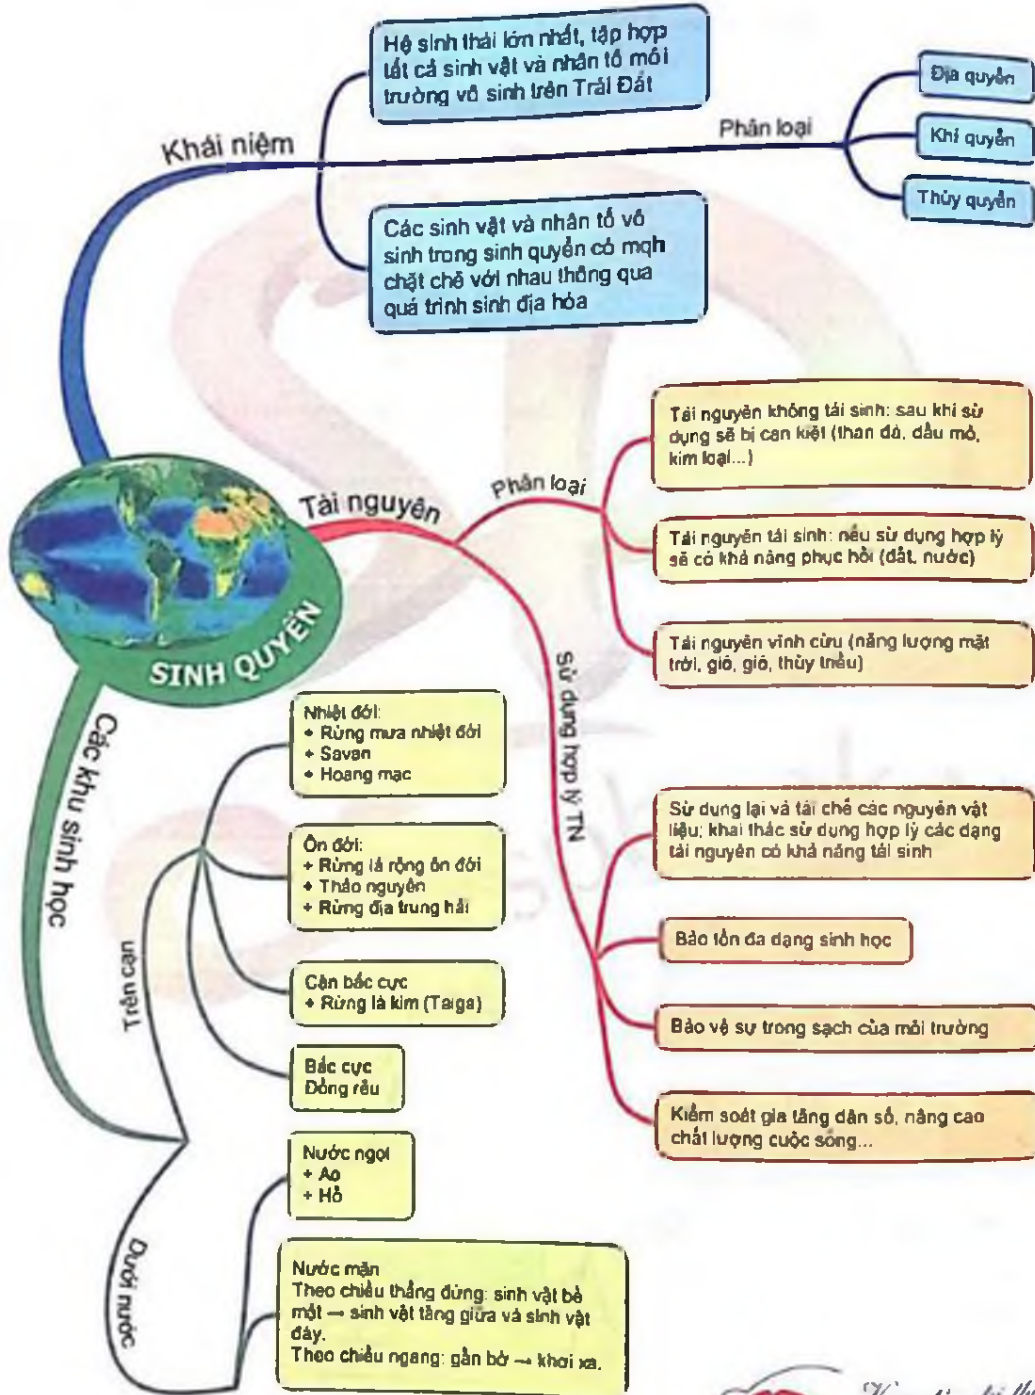 Khái niệm
Hệ sinh thái lớn nhất, tập hợp
tất cả sinh vật và nhân tố môi
trường vô sinh trên Trái Đất
Các sinh vật và nhân tố vô
sinh trong sinh quyển có mqh
chặt chẽ với nhau thông qua
quá trình sinh địa hóa
Phân loại
Địa quyển
Khí quyển
Thủy quyển
SINH QUYỂN
Tài nguyên
Phân loại
Tài nguyên không tái sinh: sau khi sử
dụng sẽ bị cạn kiệt (than đá, dầu mỏ,
kim loại...)
Tài nguyên tái sinh: nếu sử dụng hợp lý
sẽ có khả năng phục hồi (đất, nước)
Tài nguyên vĩnh cửu (năng lượng mặt
trời, gió, gió, thủy triều)
Sử dụng hợp lý TN
Sử dụng lại và tái chế các nguyên vật
liệu; khai thác sử dụng hợp lý các dạng
tài nguyên có khả năng tái sinh
Bảo tồn đa dạng sinh học
Bảo vệ sự trong sạch của môi trường
Kiểm soát gia tăng dân số, nâng cao
chất lượng cuộc sống...
Các khu sinh học
Trên cạn
Nhiệt đới:
+ Rừng mưa nhiệt đới
+ Savan
+ Hoang mạc
Ôn đới:
+ Rừng lá rộng ôn đới
+ Thảo nguyên
+ Rừng địa trung hải
Cận bắc cực
+ Rừng lá kim (Taiga)
Bắc cực
Đồng rêu
Dưới nước
Nước ngọt
+ Ao
+ Hồ
Nước mặn
Theo chiều thẳng đứng: sinh vật bề
mặt → sinh vật tầng giữa và sinh vật
đáy.
Theo chiều ngang: gần bờ → khơi xa.